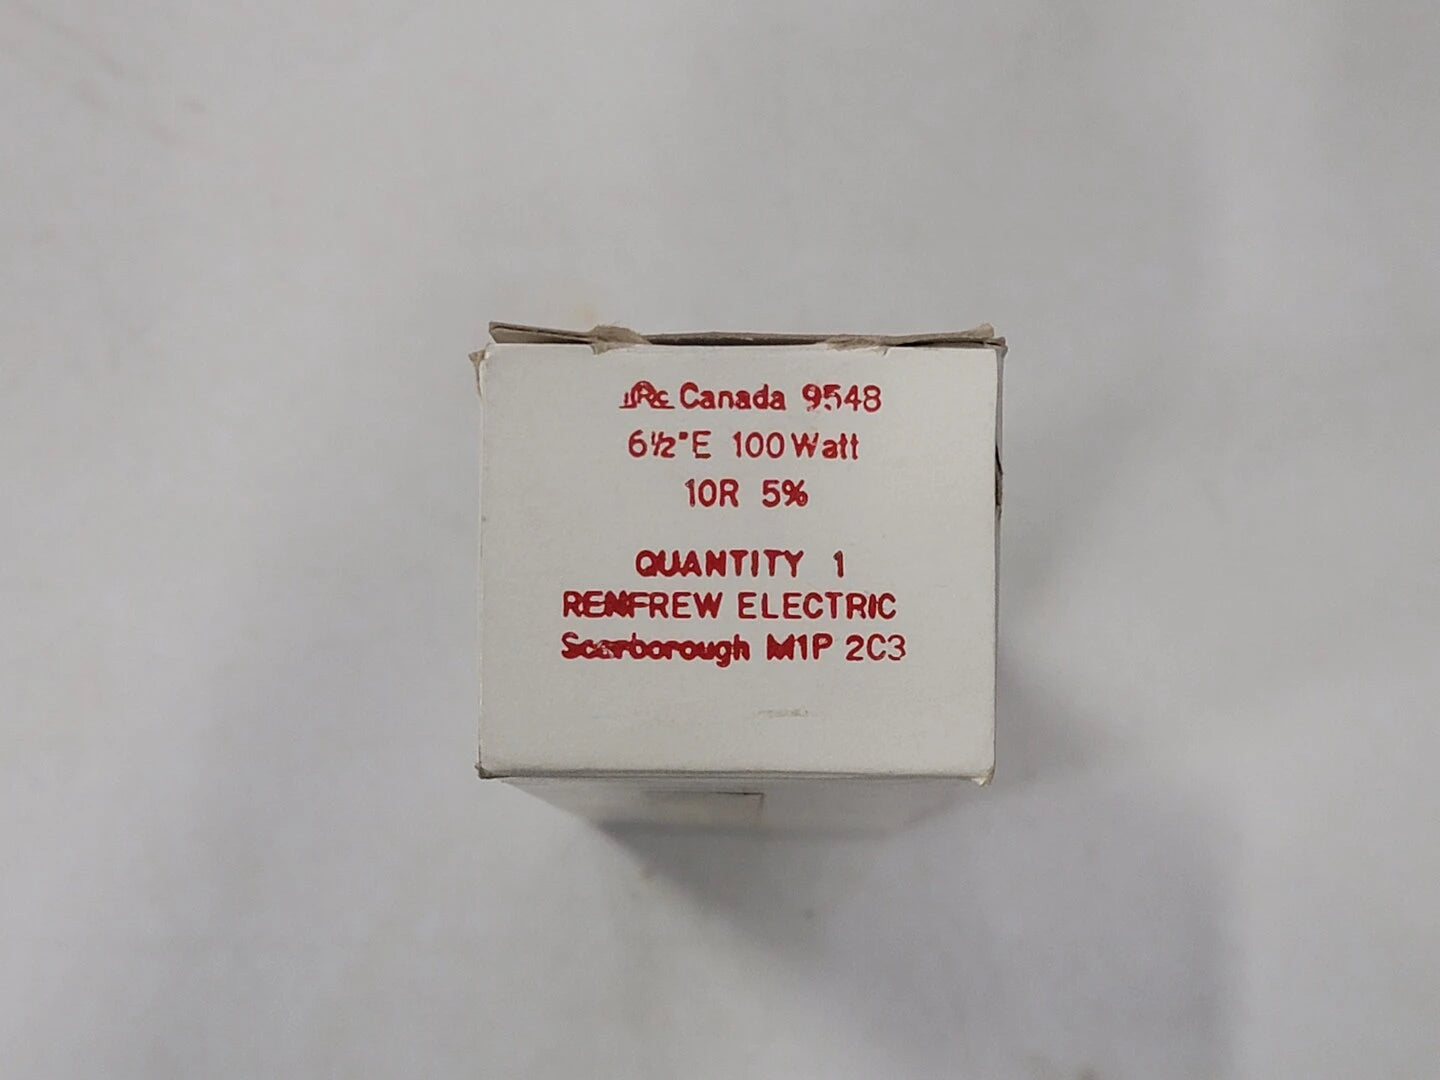 IRC Canada 9548
6½"E 100 Watt
10R 5%
QUANTITY 1
RENFREW ELECTRIC
Scarborough M1P 2C3